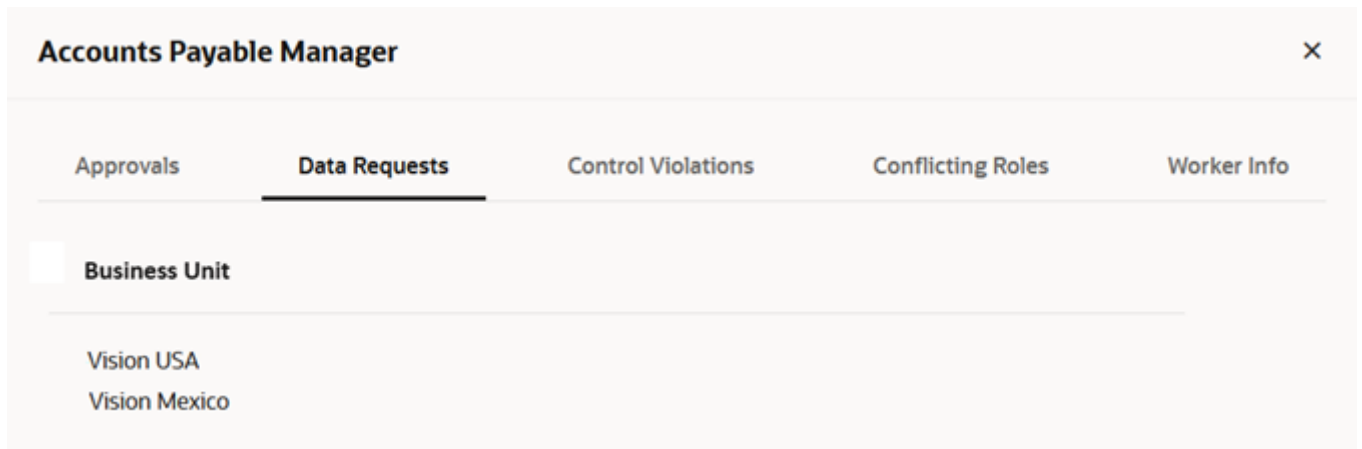 Accounts Payable Manager ×
Approvals Data Requests Control Violations Conflicting Roles Worker Info
Business Unit
Vision USA
Vision Mexico